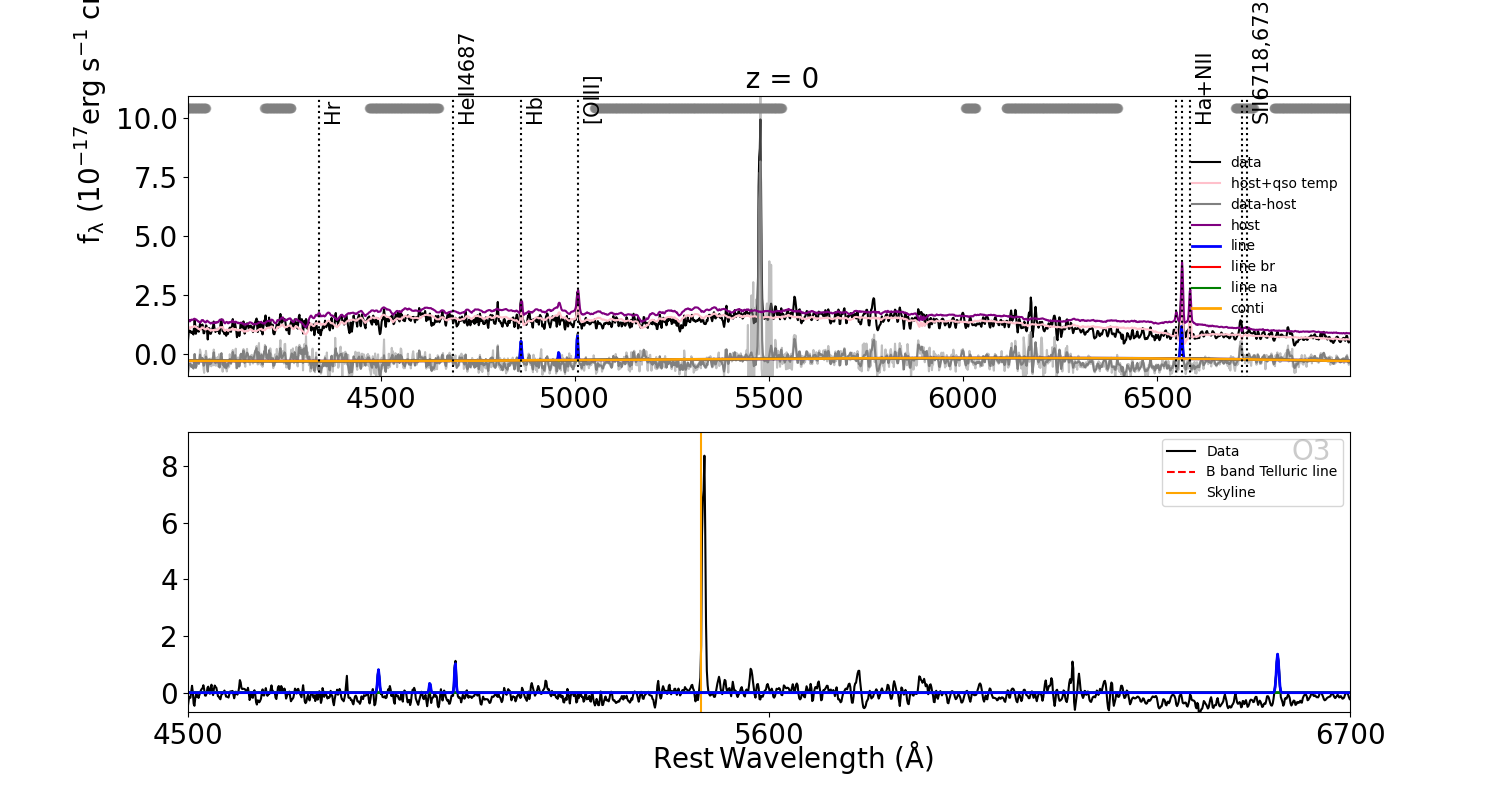 z = 0
f_λ (10^−17 erg s^−1
Hr
HeII4687
Hb
[OIII]
Ha+NII
SII6718,673
10.0
7.5
5.0
2.5
0.0
data
host+qso temp
data-host
host
line
line br
line na
conti
4500 5000 5500 6000 6500
O3
Data
B band Telluric line
Skyline
8
6
4
2
0
4500 5600 6700
Rest Wavelength (Å)